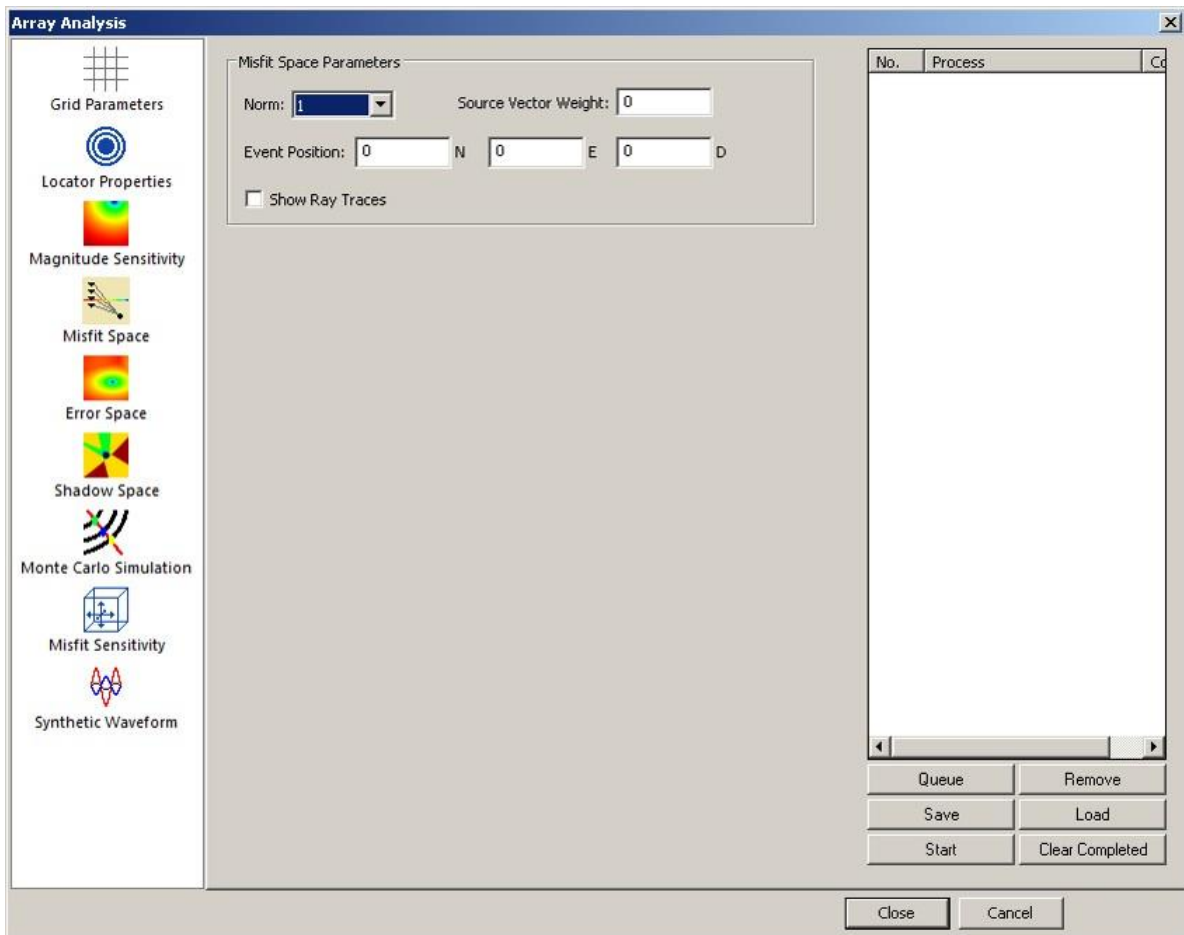 Array Analysis
Grid Parameters
Locator Properties
Magnitude Sensitivity
Misfit Space
Error Space
Shadow Space
Monte Carlo Simulation
Misfit Sensitivity
Synthetic Waveform
Misfit Space Parameters
Norm: 1 Source Vector Weight: 0
Event Position: 0 N 0 E 0 D
Show Ray Traces
No. Process Co
Queue Remove
Save Load
Start Clear Completed
Close Cancel